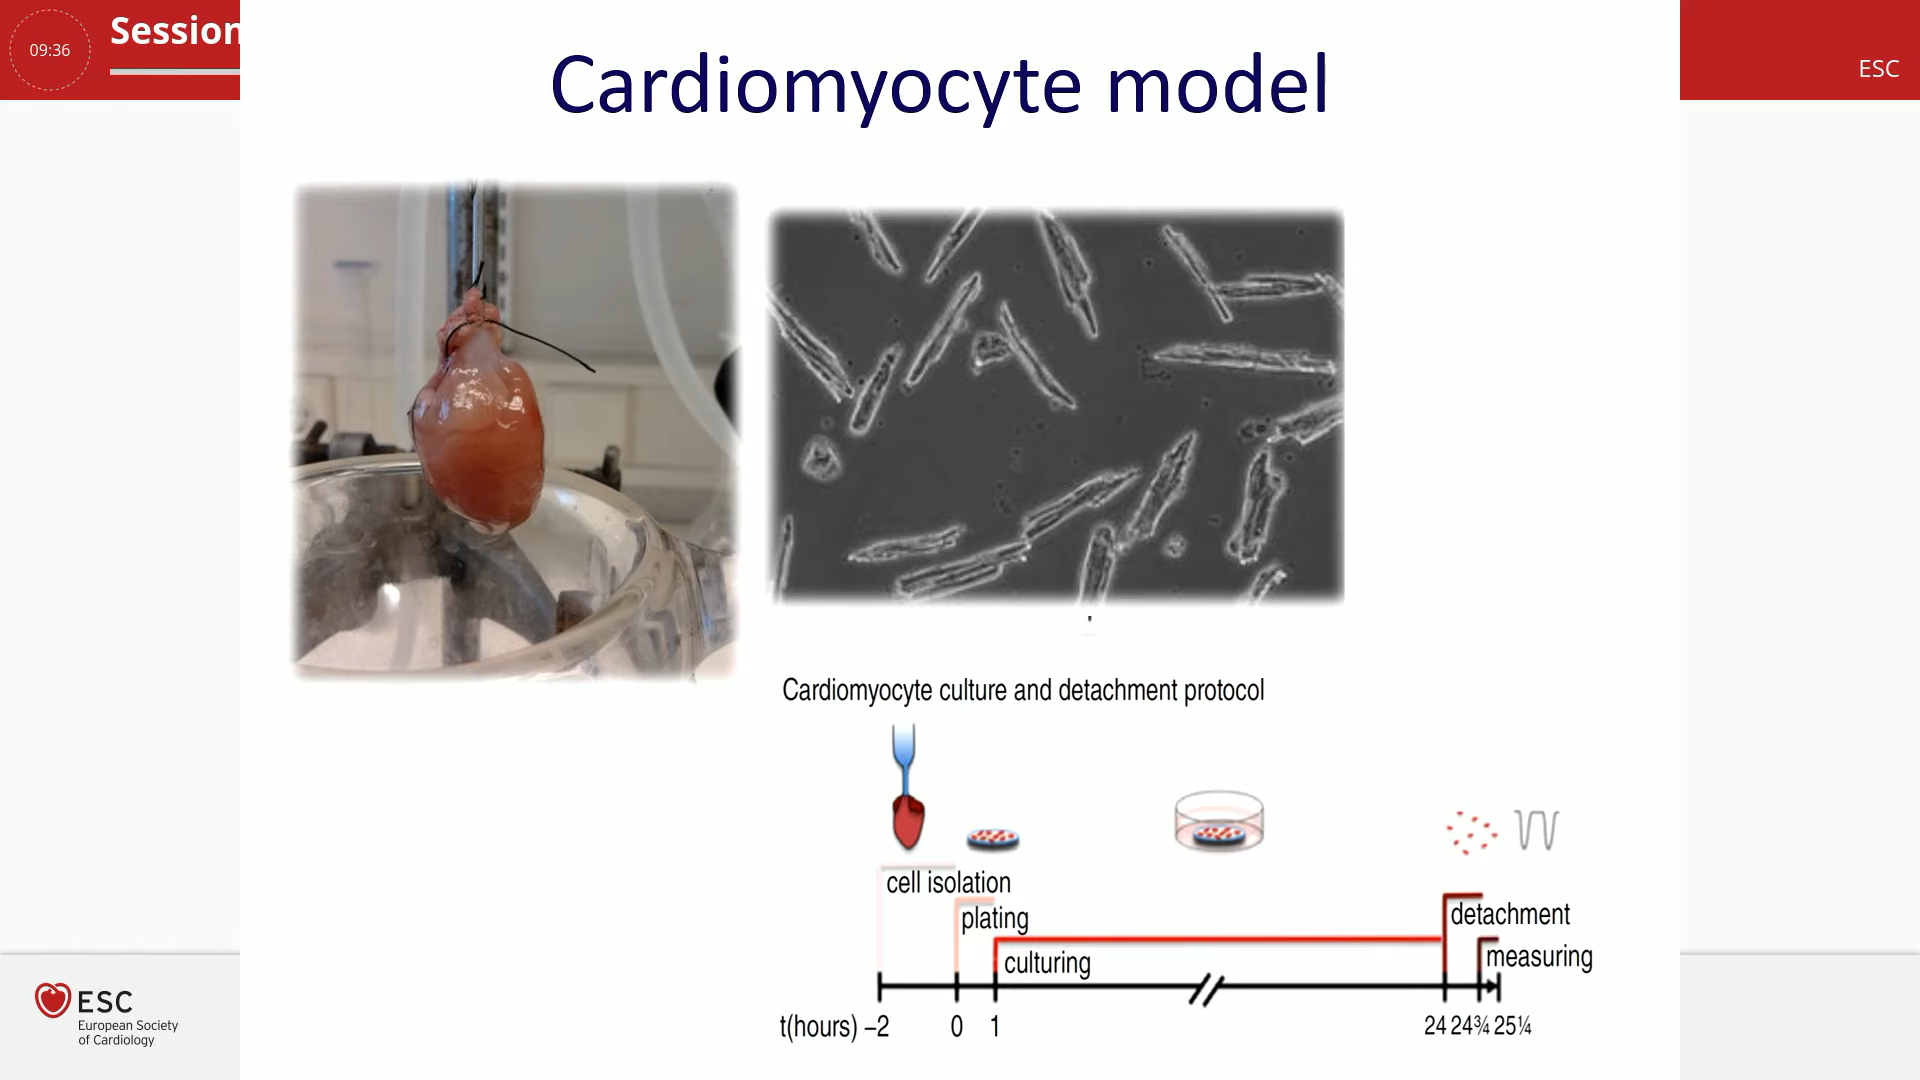 09:36
Session
ESC
Cardiomyocyte model
Cardiomyocyte culture and detachment protocol
cell isolation
plating
culturing
detachment
measuring
t(hours) –2 0 1 24 24¾ 25¼
ESC
European Society
of Cardiology